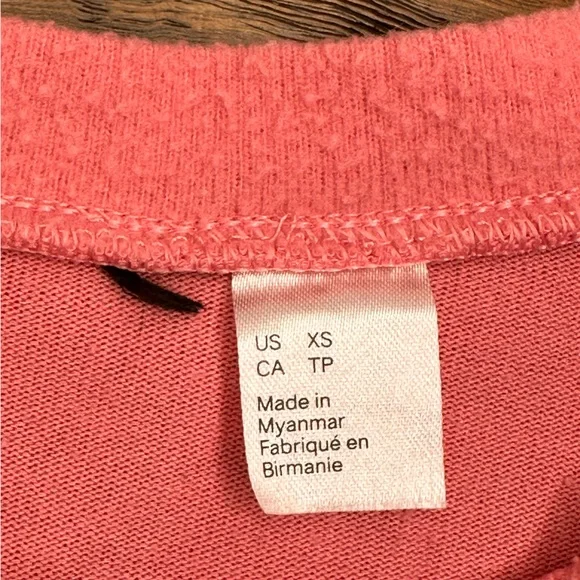 US XS
CA TP
Made in
Myanmar
Fabriqué en
Birmanie